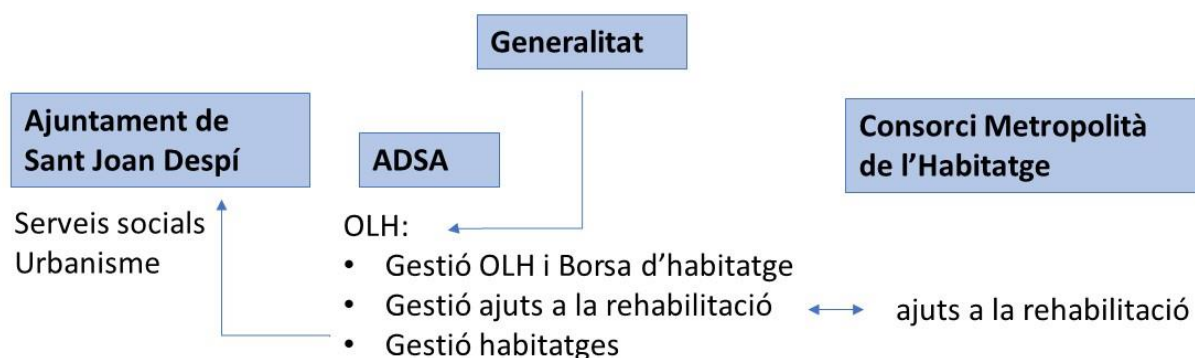 Generalitat
Ajuntament de
Sant Joan Despí
ADSA
Consorci Metropolità
de l’Habitatge
Serveis socials
Urbanisme
OLH:
• Gestió OLH i Borsa d’habitatge
• Gestió ajuts a la rehabilitació
• Gestió habitatges
ajuts a la rehabilitació